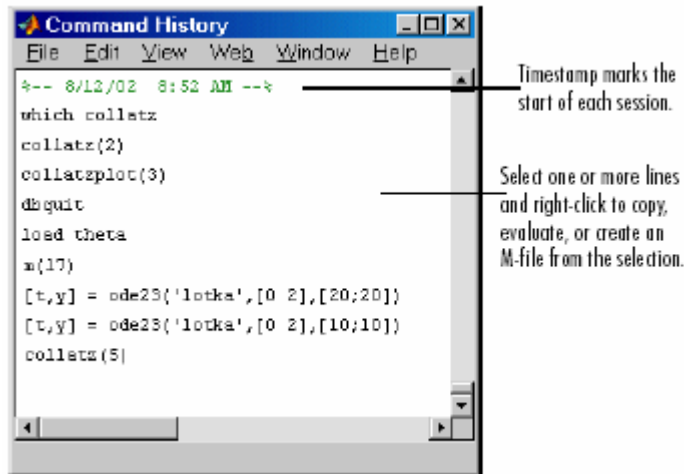 Command History
File Edit View Web Window Help
%-- 8/12/02 8:52 AM --%
which collatz
collatz(2)
collatzplot(3)
dbquit
load theta
m(17)
[t,y] = ode23('lotka',[0 2],[20;20])
[t,y] = ode23('lotka',[0 2],[10;10])
collatz(5|
Timestamp marks the
start of each session.
Select one or more lines
and right-click to copy,
evaluate, or create an
M-file from the selection.